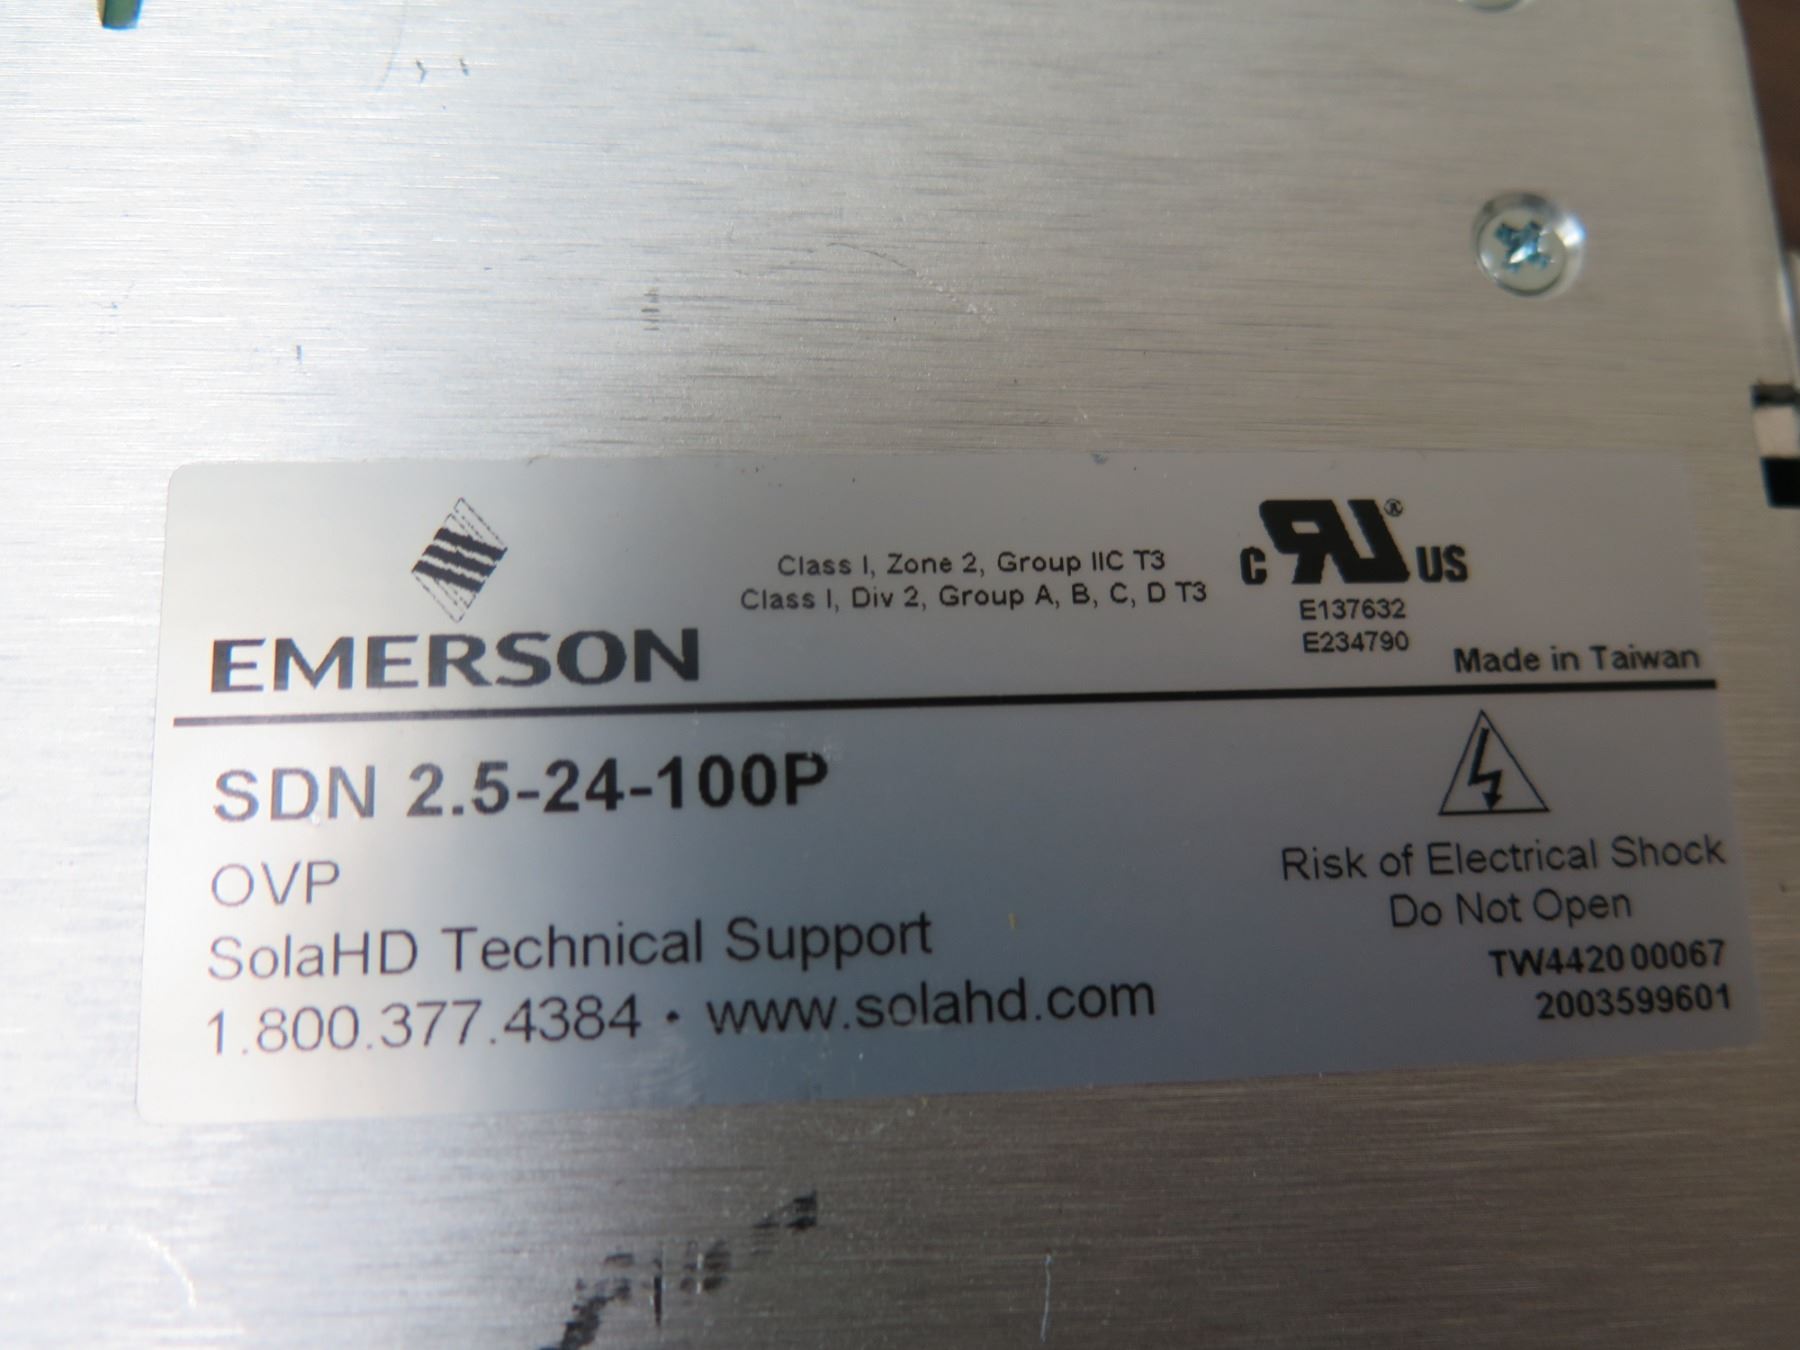 Class I, Zone 2, Group IIC T3
Class I, Div 2, Group A, B, C, D T3
C RU® US
E137632
E234790
EMERSON
Made in Taiwan
SDN 2.5-24-100P
OVP
SolaHD Technical Support
1.800.377.4384 • www.solahd.com
Risk of Electrical Shock
Do Not Open
TW4420 00067
2003599601